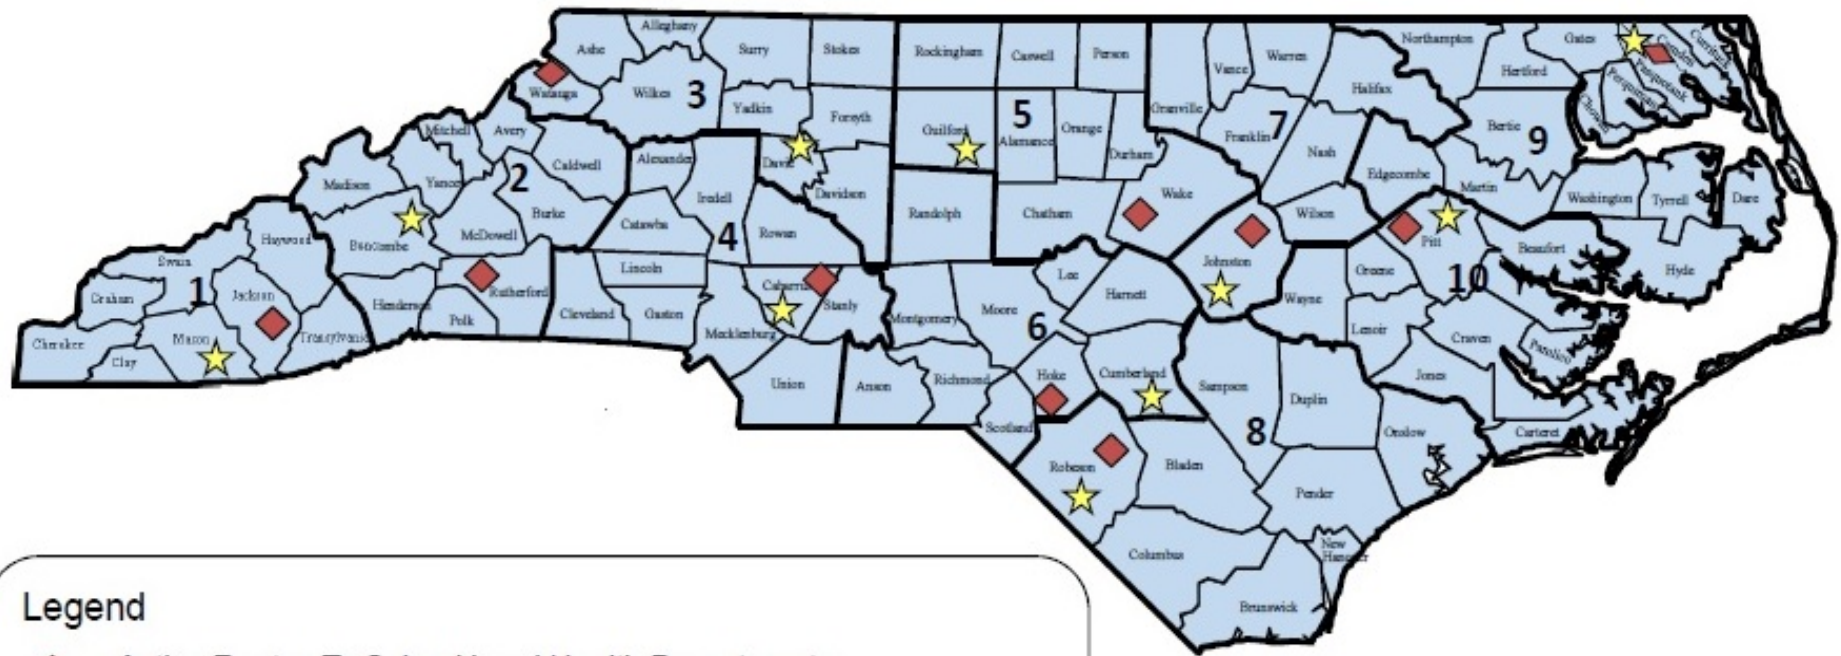 Alleghany
Ashe
Surry
Stokes
Rockingham
Caswell
Person
Vance
Warren
Northampton
Gates
Camden
Currituck
Pasquotank
Perquimans
Chowan
Hertford
Halifax
Watauga
Wilkes
3
Yadkin
Forsyth
Guilford
5
Alamance
Orange
Durham
Granville
Franklin
7
Nash
Bertie
9
Mitchell
Avery
Caldwell
Alexander
Davie
Davidson
Iredell
Madison
Yancey
2
Burke
Catawba
4
Rowan
Randolph
Chatham
Wake
Wilson
Edgecombe
Martin
Washington
Tyrrell
Dare
Haywood
Buncombe
McDowell
Swain
Graham
1
Jackson
Henderson
Rutherford
Polk
Cleveland
Lincoln
Gaston
Cabarrus
Stanly
Mecklenburg
Montgomery
Moore
Lee
Harnett
6
Johnston
Wayne
Greene
Pitt
10
Beaufort
Hyde
Lenoir
Craven
Pamlico
Jones
Cherokee
Clay
Macon
Transylvania
Union
Anson
Richmond
Hoke
Cumberland
Sampson
Duplin
Onslow
Carteret
Scotland
8
Robeson
Bladen
Pender
Columbus
New
Hanover
Brunswick
Legend